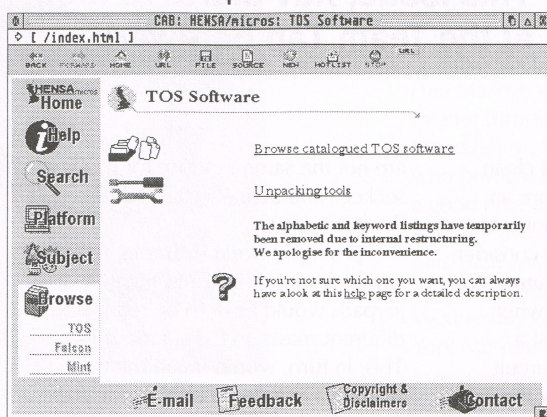 CAB: HENSA/micros: TOS Software
[ /index.html ]
BACK FORWARD HOME URL FILE SOURCE NEW HOTLIST STOP URL
HENSA micros
Home
TOS Software
Help
Browse catalogued TOS software
Search
Unpacking tools
Platform
The alphabetic and keyword listings have temporarily
been removed due to internal restructuring.
We apologise for the inconvenience.
Subject
If you're not sure which one you want, you can always
have a look at this help page for a detailed description.
Browse
TOS
Falcon
Mint
E-mail Feedback Copyright & Disclaimers Contact